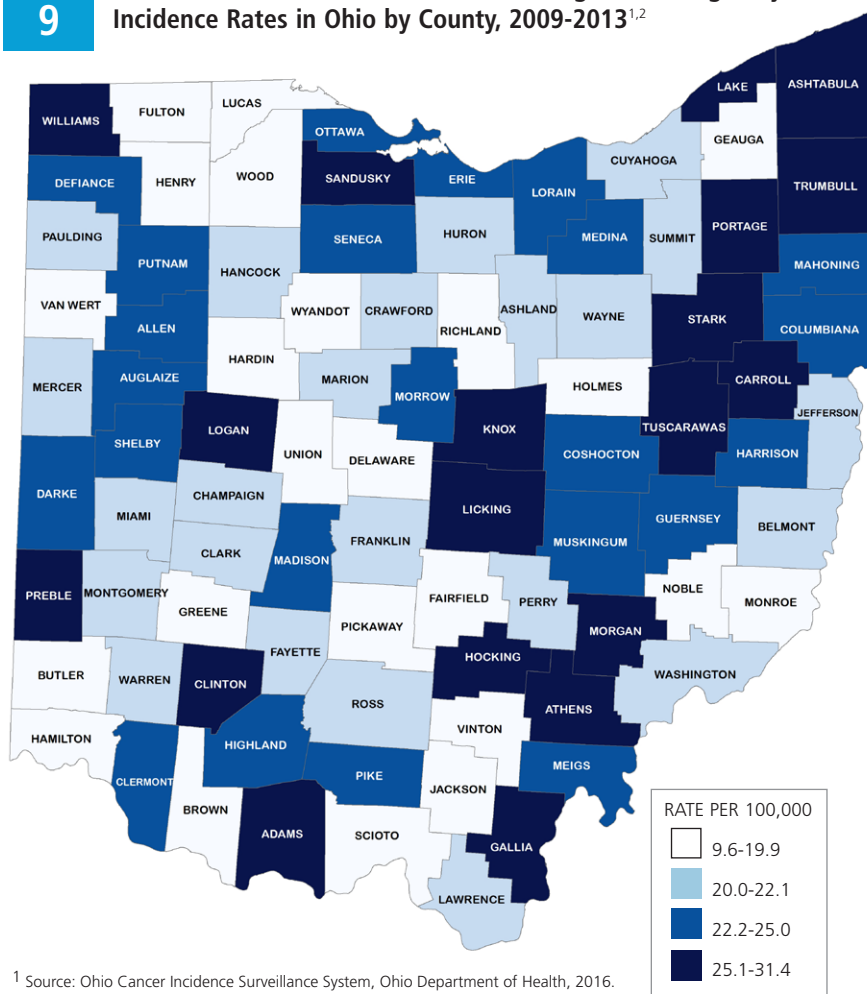 9
Incidence Rates in Ohio by County, 2009-2013¹,²
WILLIAMS
FULTON
LUCAS
OTTAWA
LAKE
ASHTABULA
GEAUGA
CUYAHOGA
DEFIANCE
HENRY
WOOD
SANDUSKY
ERIE
LORAIN
TRUMBULL
PAULDING
PUTNAM
HANCOCK
SENECA
HURON
MEDINA
SUMMIT
PORTAGE
MAHONING
VAN WERT
ALLEN
WYANDOT
CRAWFORD
RICHLAND
ASHLAND
WAYNE
STARK
COLUMBIANA
MERCER
AUGLAIZE
HARDIN
MARION
MORROW
HOLMES
CARROLL
JEFFERSON
SHELBY
LOGAN
UNION
DELAWARE
KNOX
COSHOCTON
TUSCARAWAS
HARRISON
DARKE
MIAMI
CHAMPAIGN
CLARK
MADISON
FRANKLIN
LICKING
MUSKINGUM
GUERNSEY
BELMONT
PREBLE
MONTGOMERY
GREENE
FAYETTE
PICKAWAY
FAIRFIELD
PERRY
MORGAN
NOBLE
MONROE
BUTLER
WARREN
CLINTON
ROSS
HOCKING
ATHENS
WASHINGTON
HAMILTON
CLERMONT
HIGHLAND
PIKE
VINTON
MEIGS
BROWN
ADAMS
SCIOTO
JACKSON
GALLIA
LAWRENCE
RATE PER 100,000
9.6-19.9
20.0-22.1
22.2-25.0
25.1-31.4
¹ Source: Ohio Cancer Incidence Surveillance System, Ohio Department of Health, 2016.